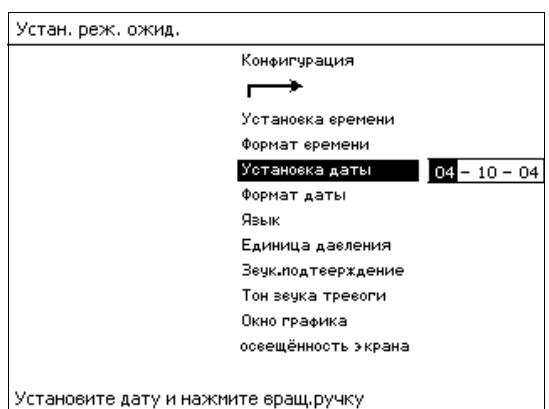 Устан. реж. ожид.
Конфигурация
Установка времени
Формат времени
Установка даты 04 - 10 - 04
Формат даты
Язык
Единица давления
Звук.подтверждение
Тон звука тревоги
Окно графика
освещённость экрана
Установите дату и нажмите вращ.ручку